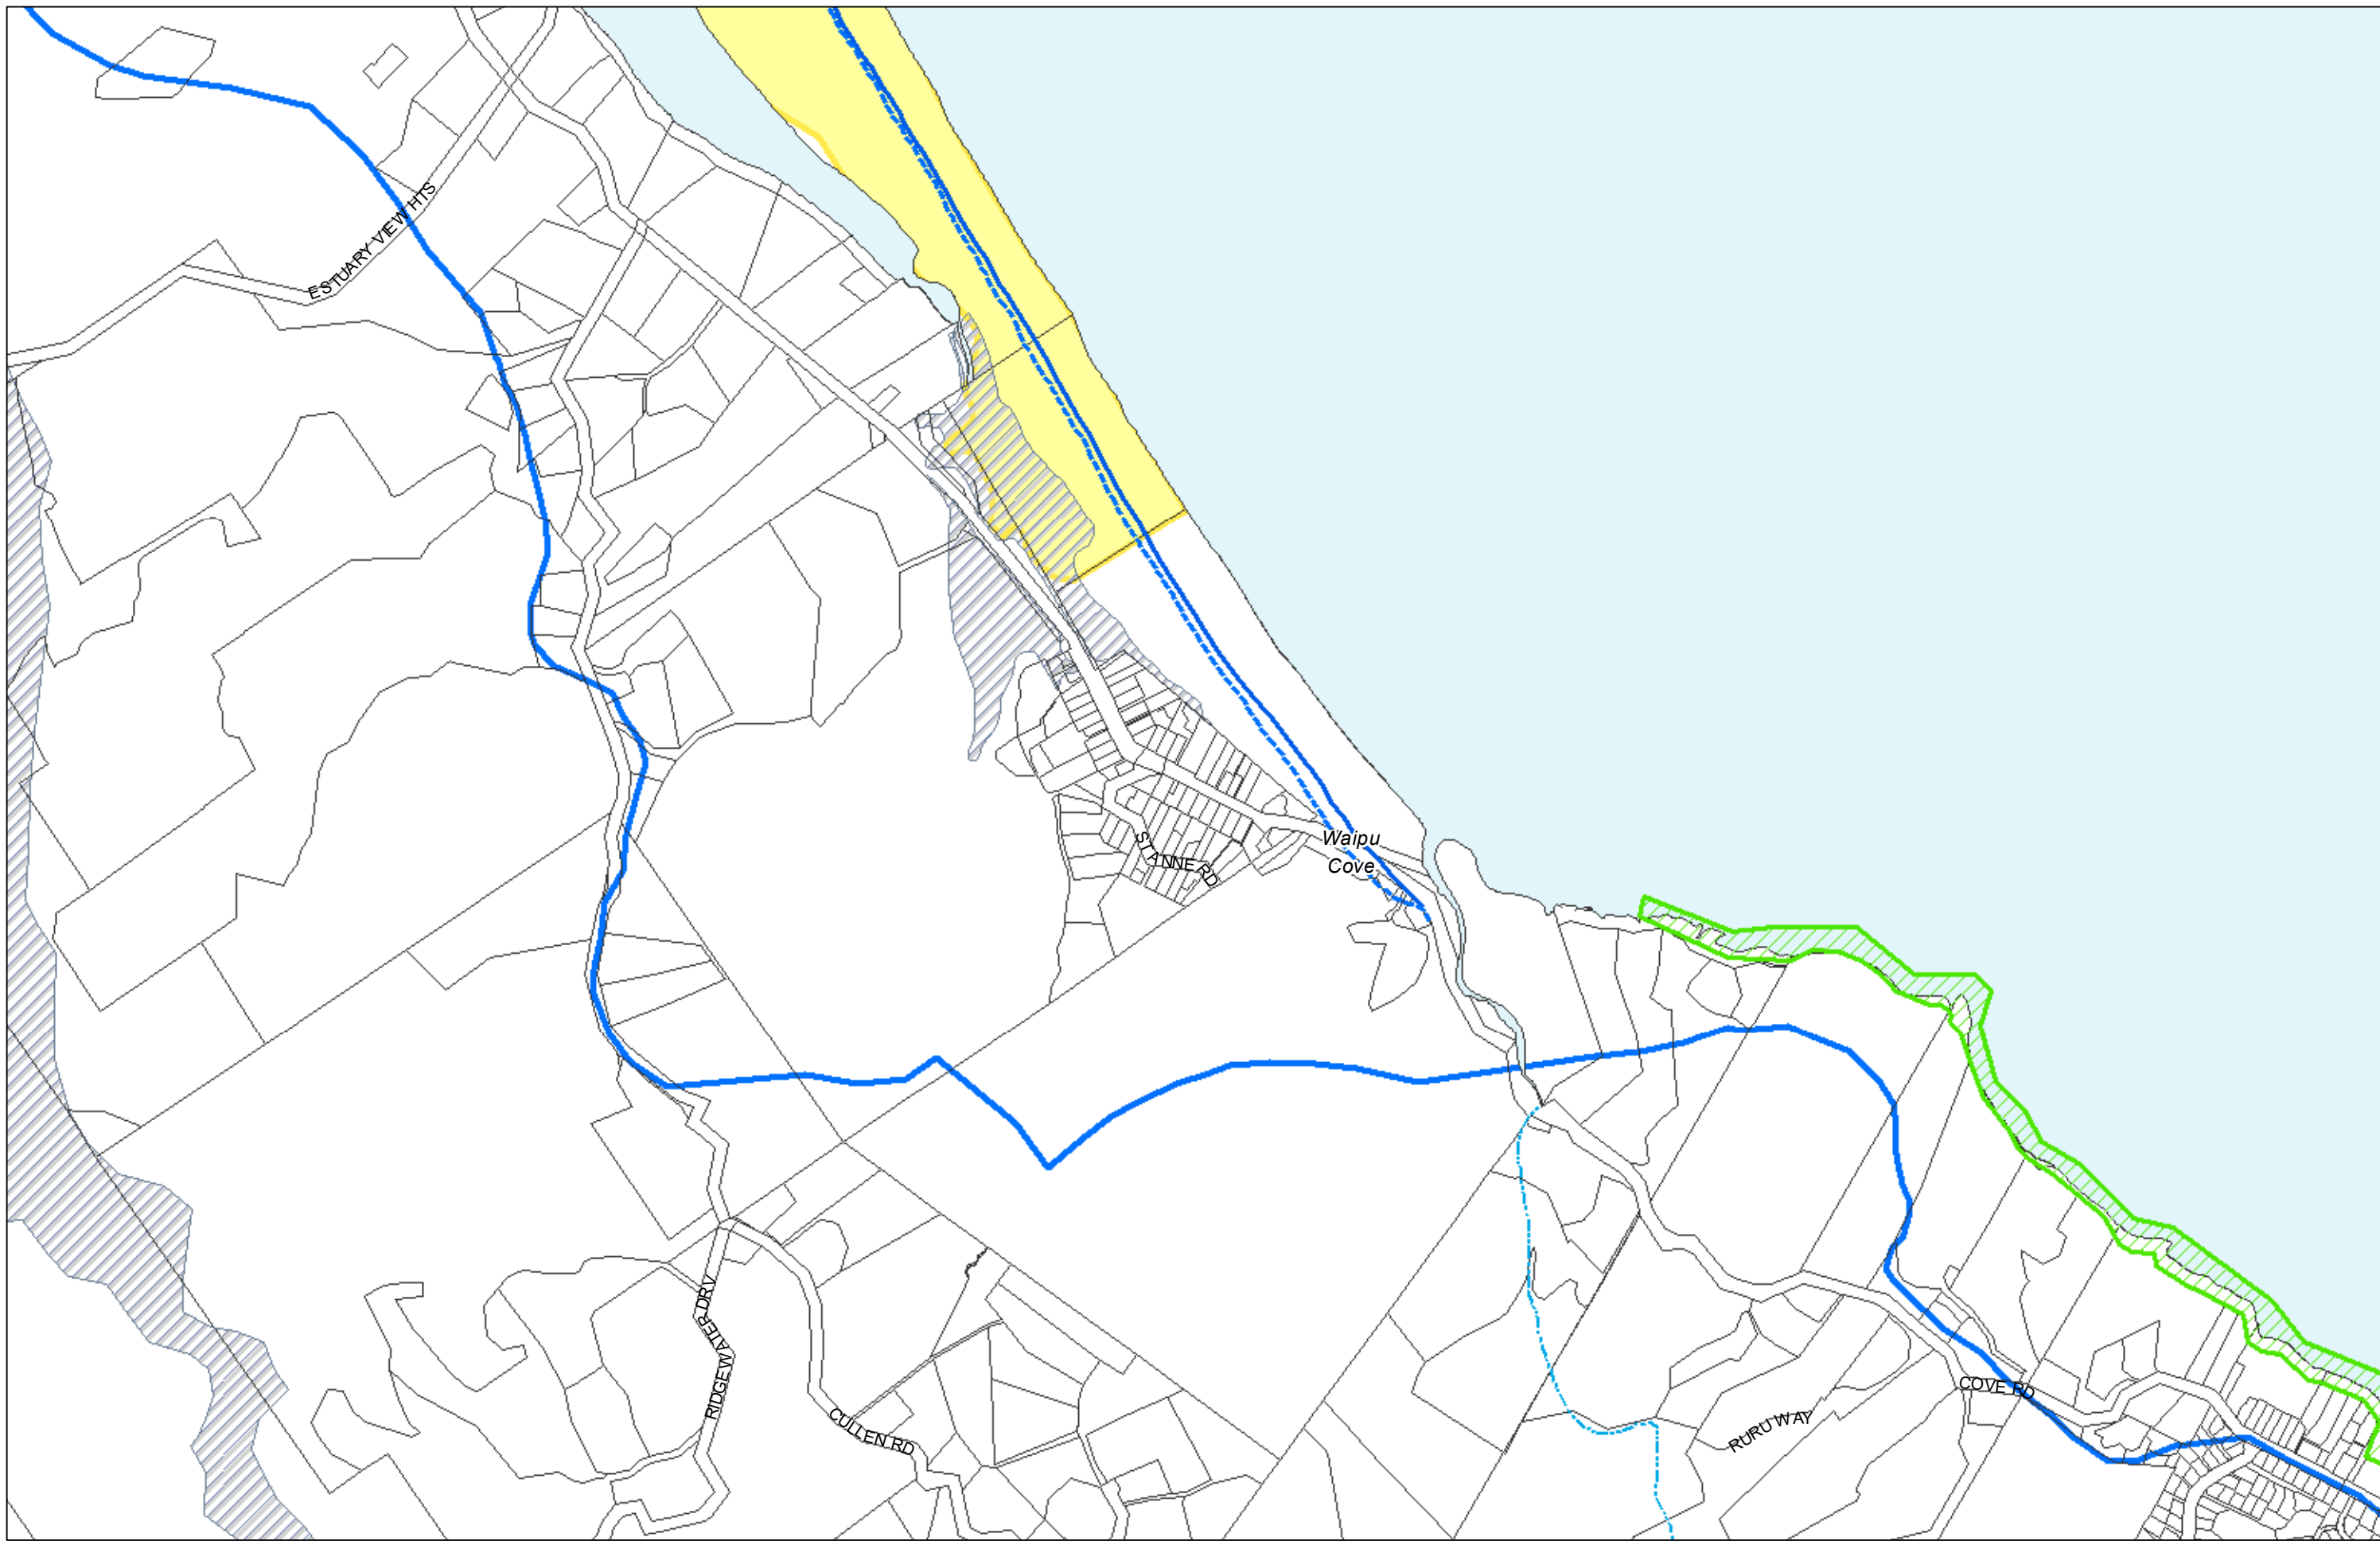 ESTUARY VIEW HTS
Waipu
Cove
ST ANNE RD
RIDGEWATER DRV
COVE RD
CULLEN RD
RURU WAY